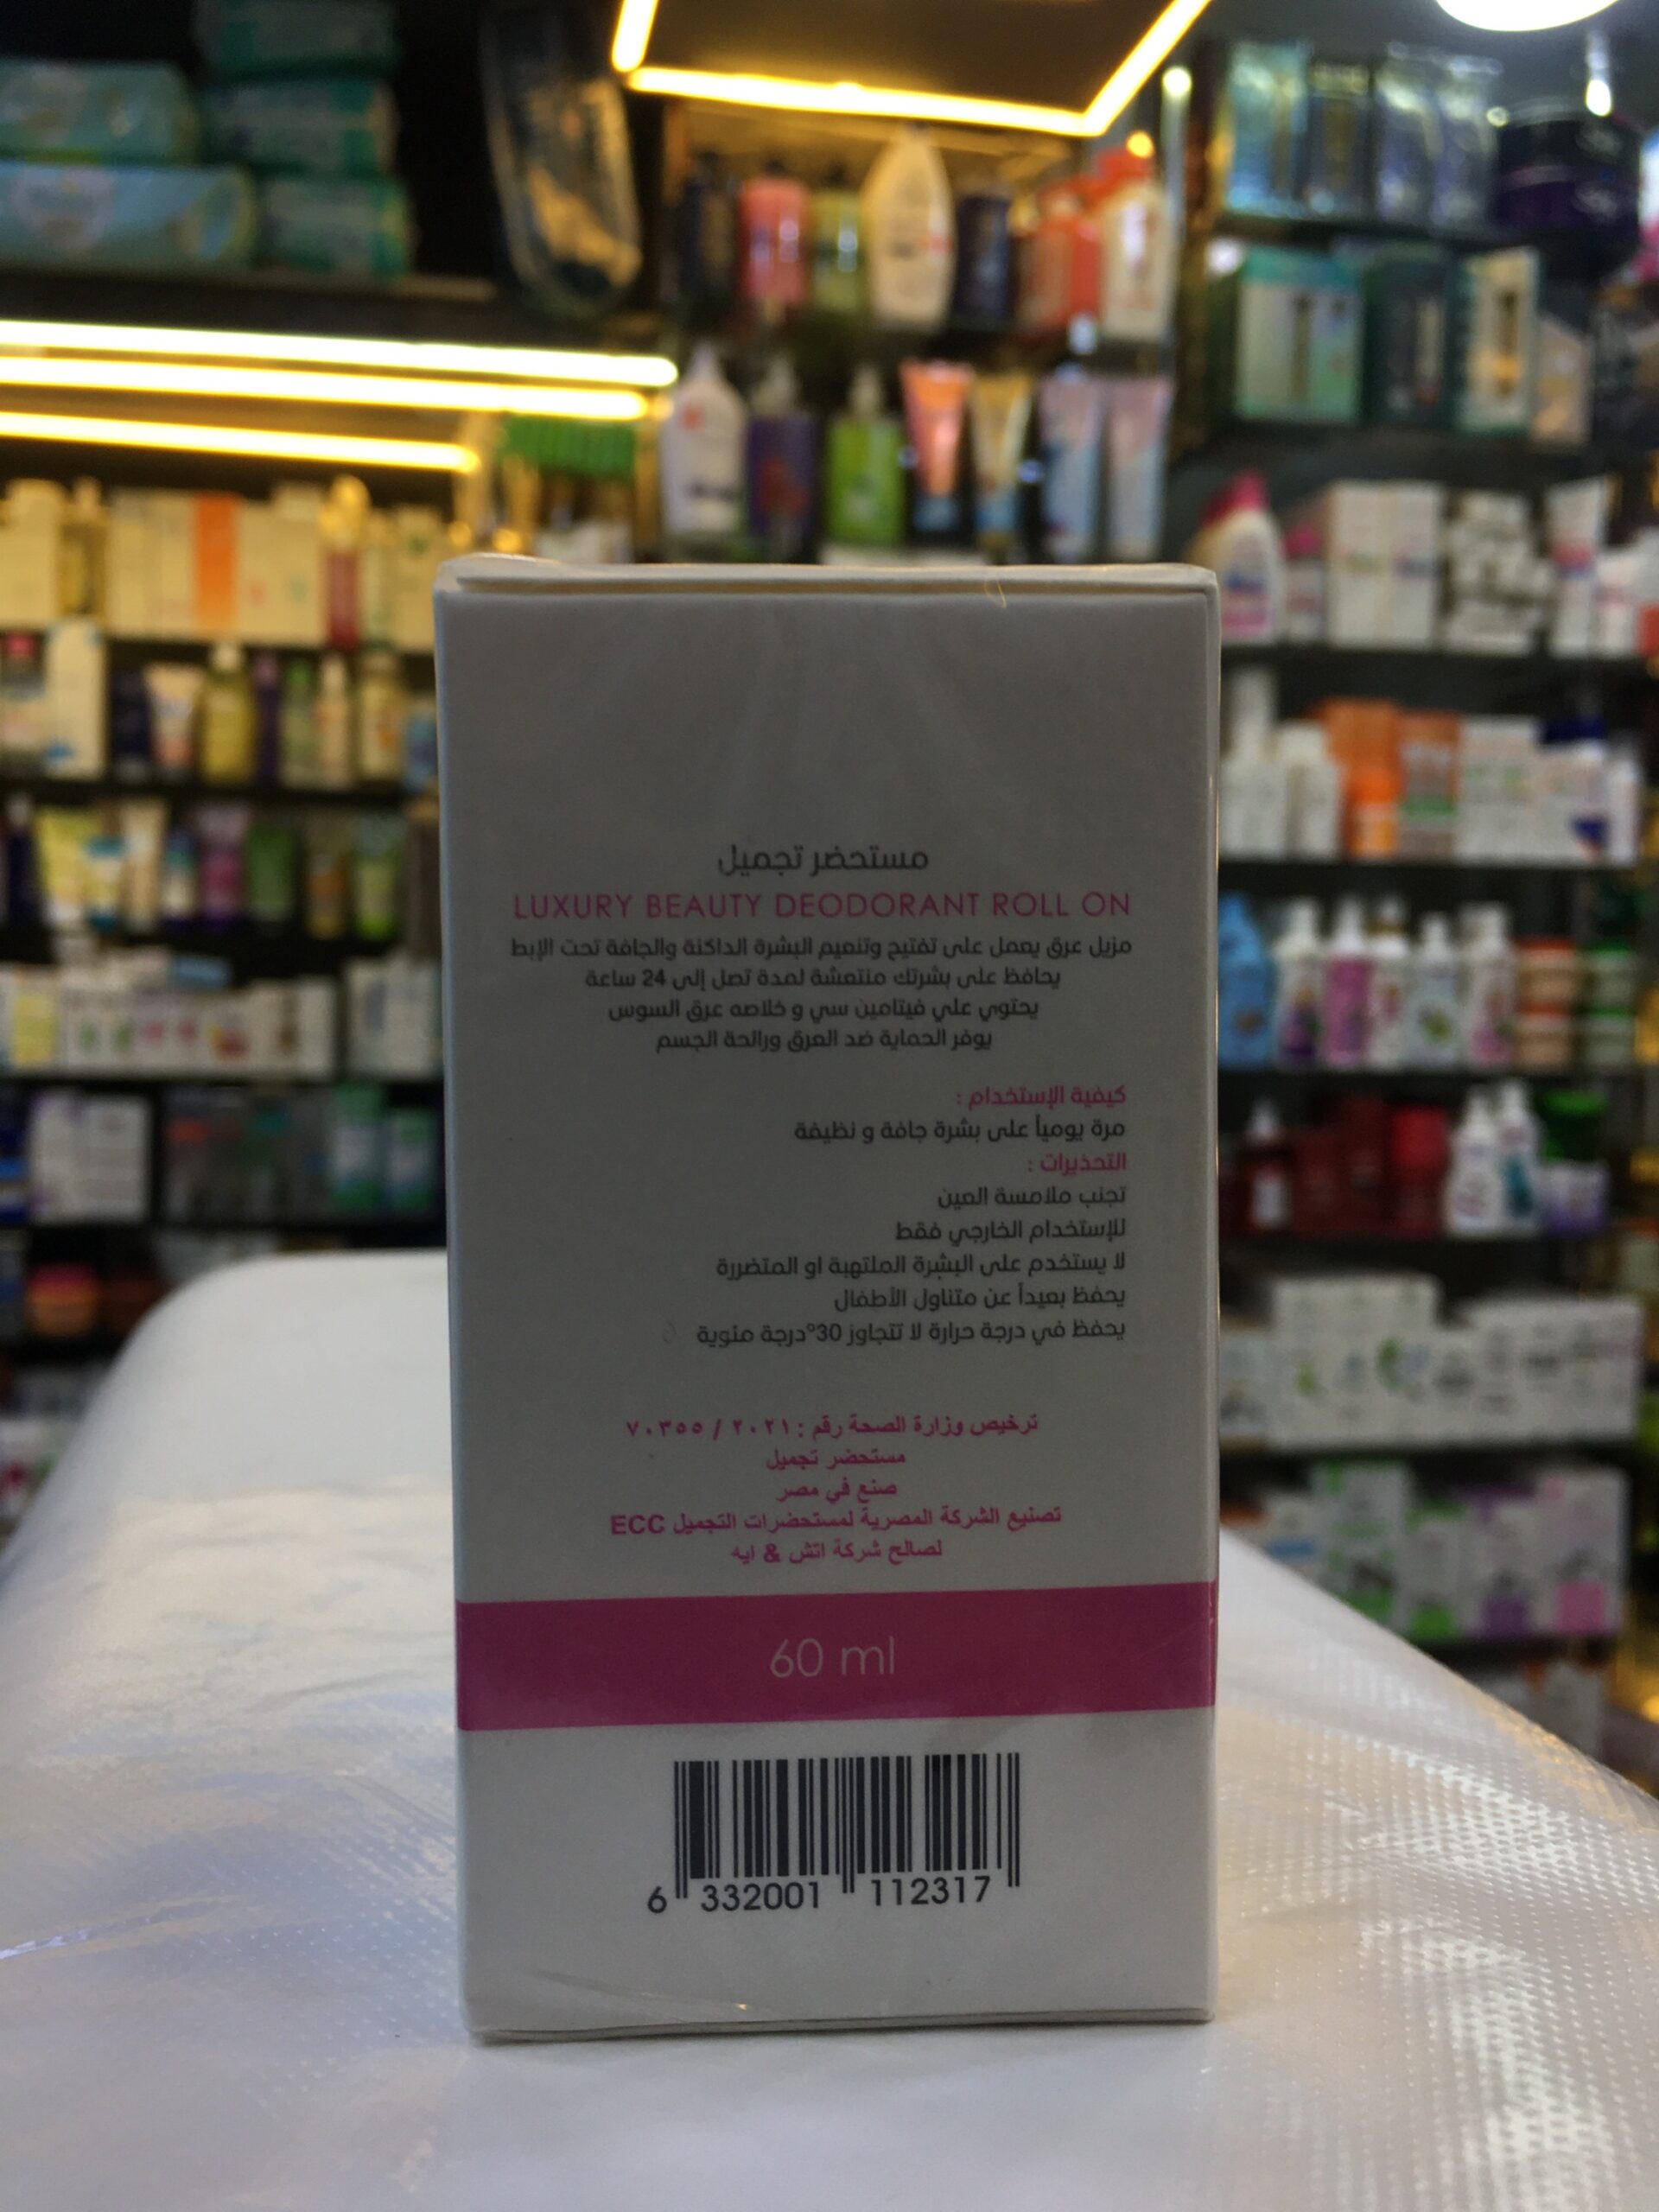 مستحضر تجميل
LUXURY BEAUTY DEODORANT ROLL ON
مزيل عرق يعمل على تفتيح وتنعيم البشرة الداكنة والجافة تحت الإبط
يحافظ على بشرتك منتعشة لمدة تصل إلى 24 ساعة
يحتوي علي فيتامين سي و خلاصه عرق السوس
يوفر الحماية ضد العرق ورائحة الجسم
كيفية الإستخدام :
مرة يومياً على بشرة جافة و نظيفة
التحذيرات :
تجنب ملامسة العين
للإستخدام الخارجي فقط
لا يستخدم على البشرة الملتهبة او المتضررة
يحفظ بعيداً عن متناول الأطفال
يحفظ في درجة حرارة لا تتجاوز 30°درجة مئوية
ترخيص وزارة الصحة رقم : ٢٠٢١ / ٧٠٣٥٥
مستحضر تجميل
صنع في مصر
تصنيع الشركة المصرية لمستحضرات التجميل ECC
لصالح شركة اتش & ايه
60 ml
6 332001 112317